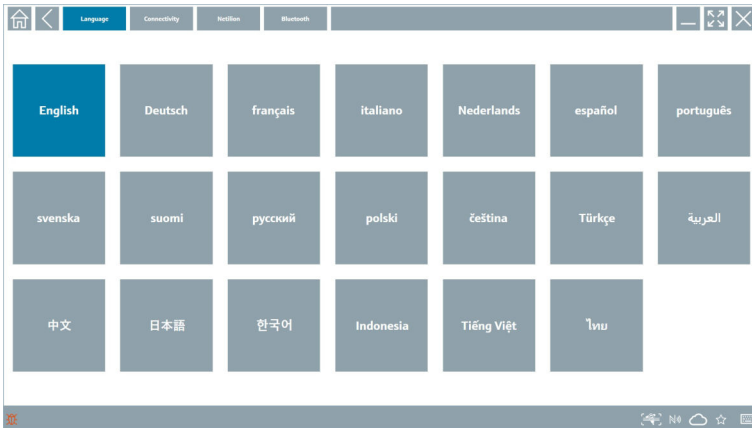 Language Connectivity Netilion Bluetooth
English Deutsch français italiano Nederlands español português
svenska suomi русский polski čeština Türkçe العربية
中文 日本語 한국어 Indonesia Tiếng Việt ไทย